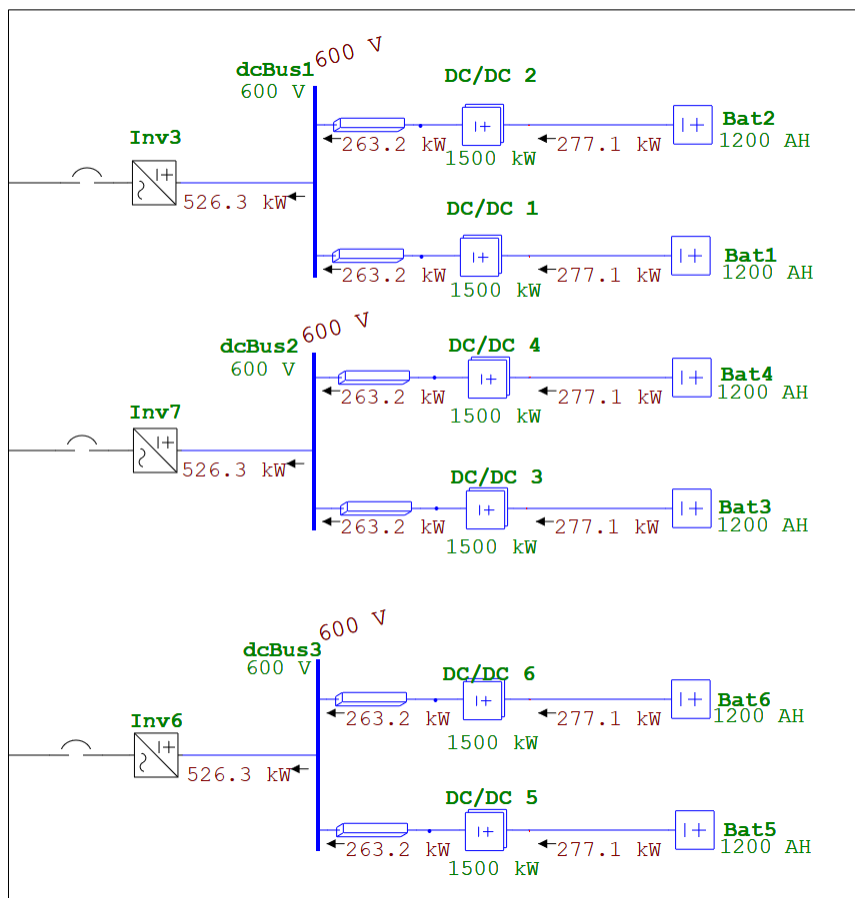 600 V
dcBus1
600 V
DC/DC 2
Bat2
1200 AH
Inv3
263.2 kW
1500 kW
277.1 kW
526.3 kW
DC/DC 1
Bat1
1200 AH
263.2 kW
1500 kW
277.1 kW
600 V
dcBus2
600 V
DC/DC 4
Bat4
1200 AH
Inv7
263.2 kW
1500 kW
277.1 kW
526.3 kW
DC/DC 3
Bat3
1200 AH
263.2 kW
1500 kW
277.1 kW
600 V
dcBus3
600 V
DC/DC 6
Bat6
1200 AH
Inv6
263.2 kW
1500 kW
277.1 kW
526.3 kW
DC/DC 5
Bat5
1200 AH
263.2 kW
1500 kW
277.1 kW